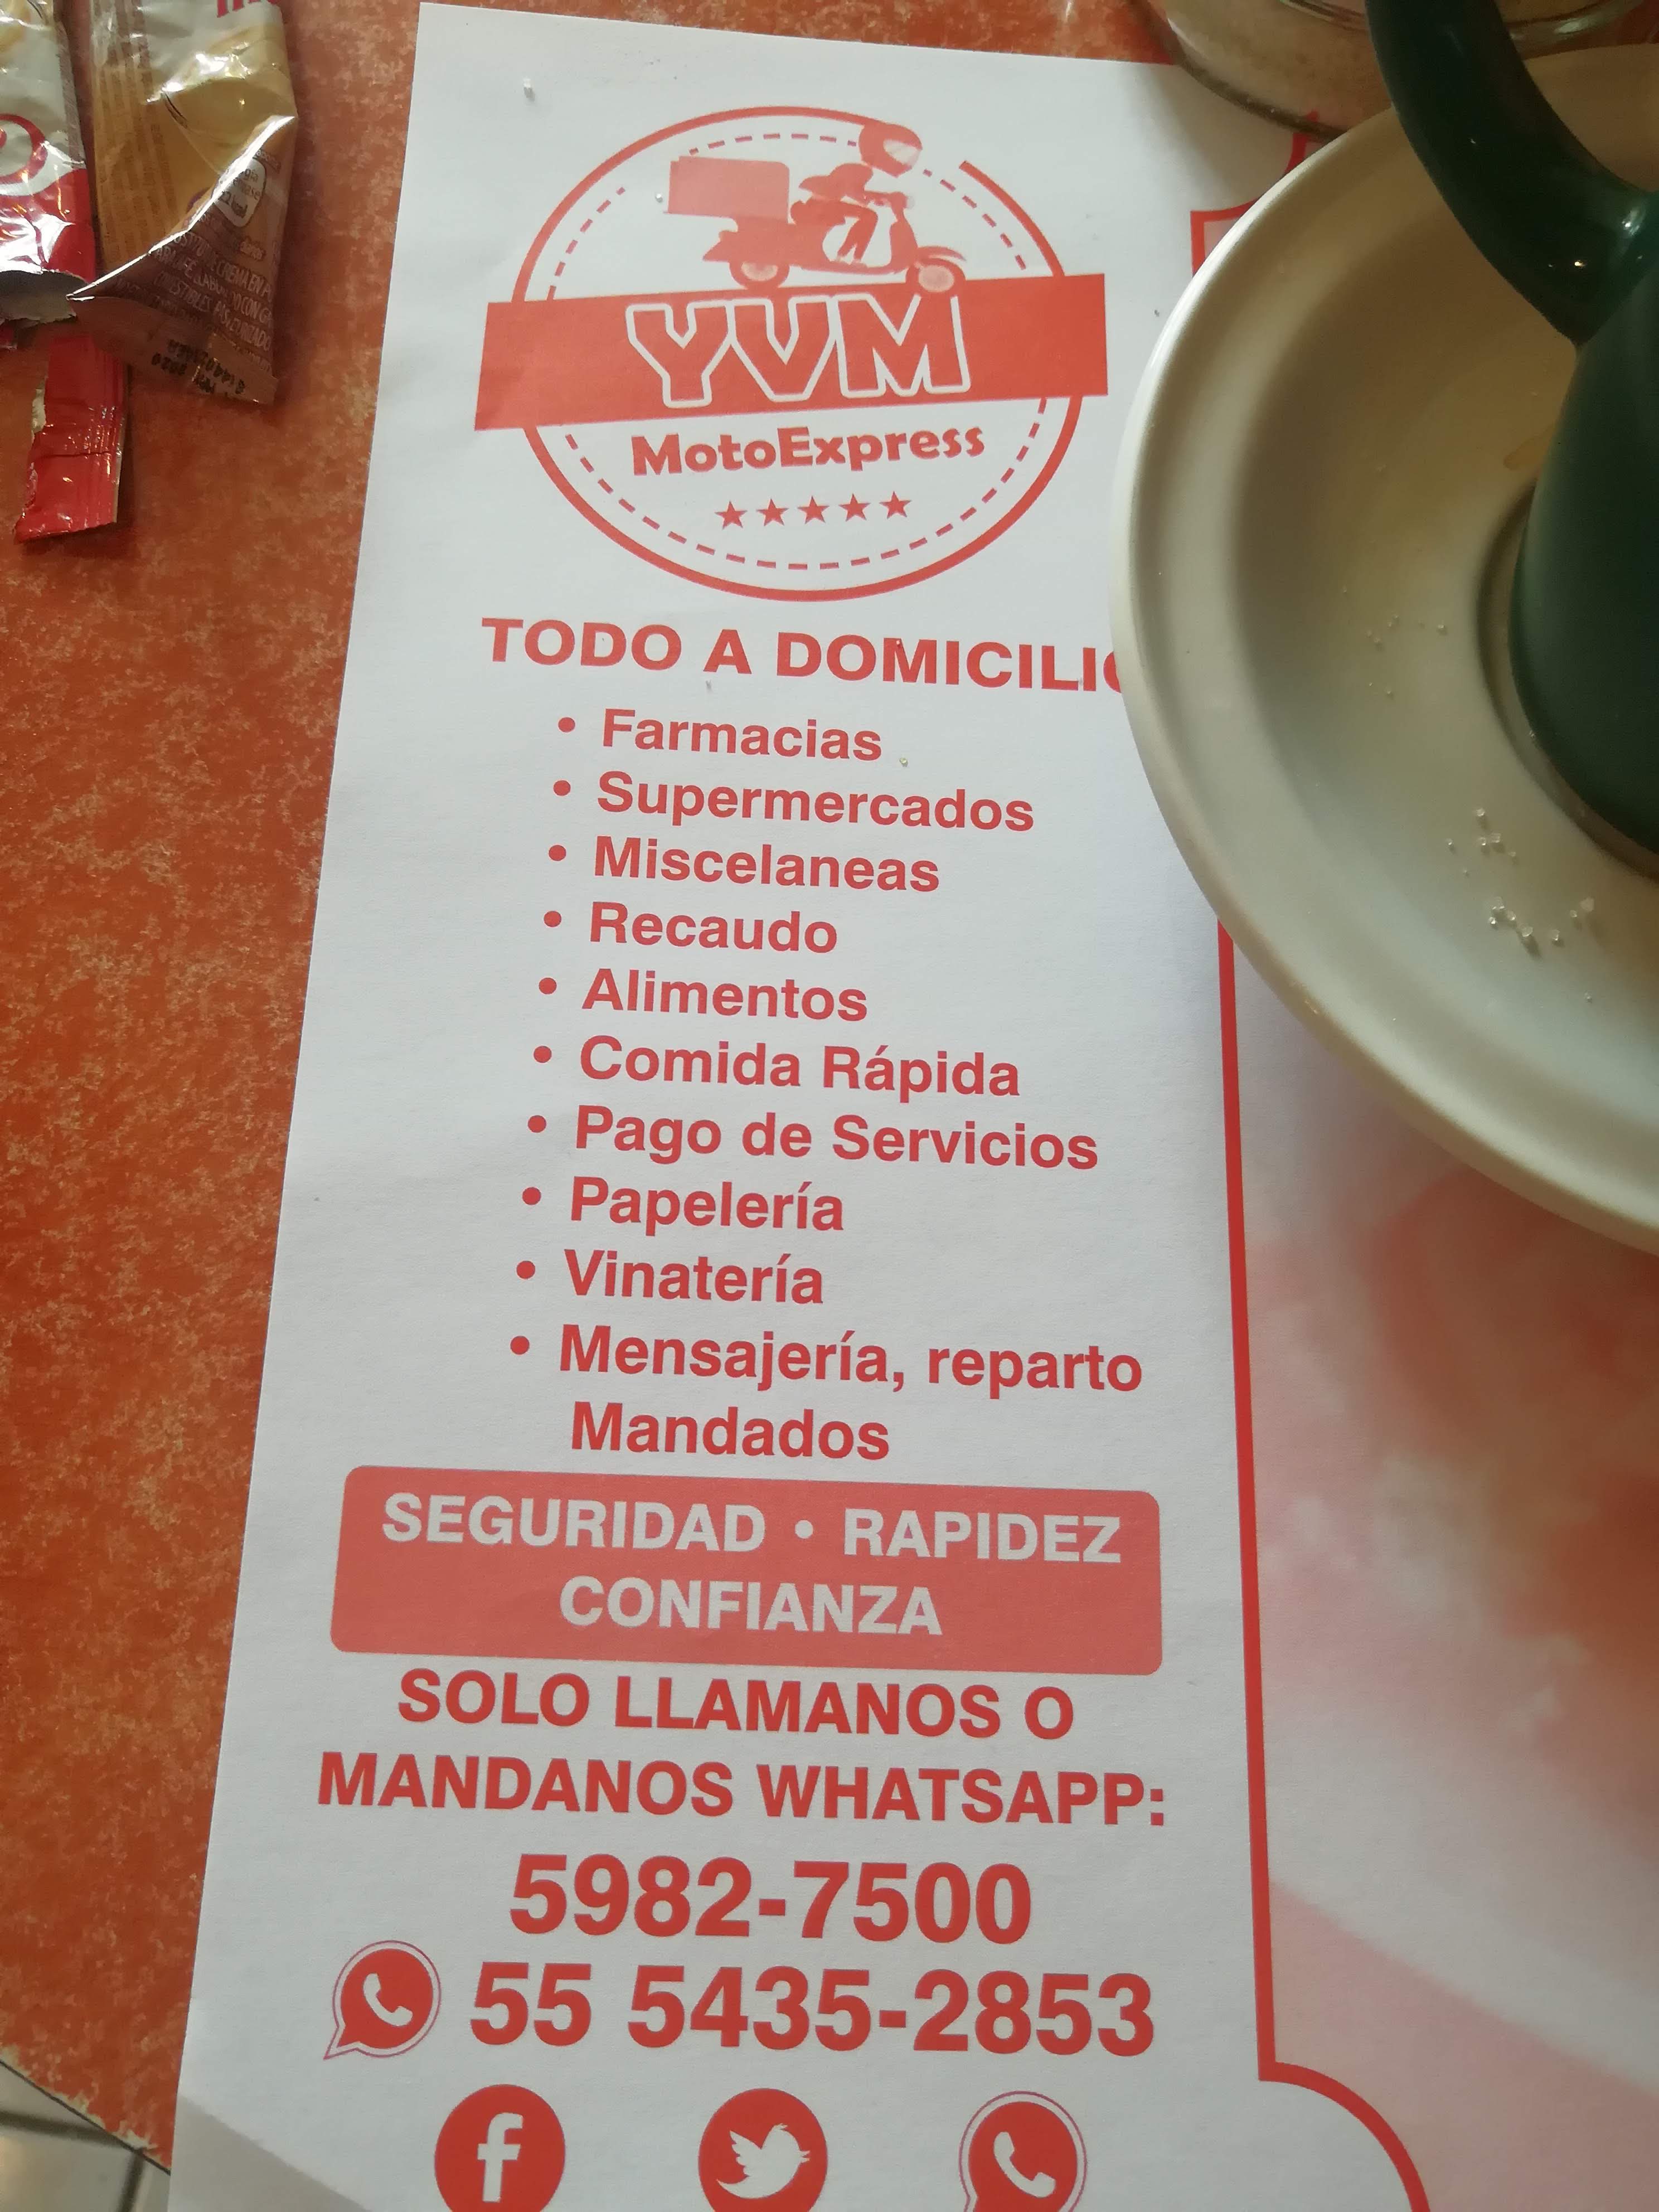 YVM
MotoExpress
TODO A DOMICILIO
• Farmacias
• Supermercados
• Miscelaneas
• Recaudo
• Alimentos
• Comida Rápida
• Pago de Servicios
• Papelería
• Vinatería
• Mensajería, reparto
Mandados
SEGURIDAD • RAPIDEZ
CONFIANZA
SOLO LLAMANOS O
MANDANOS WHATSAPP:
5982-7500
55 5435-2853